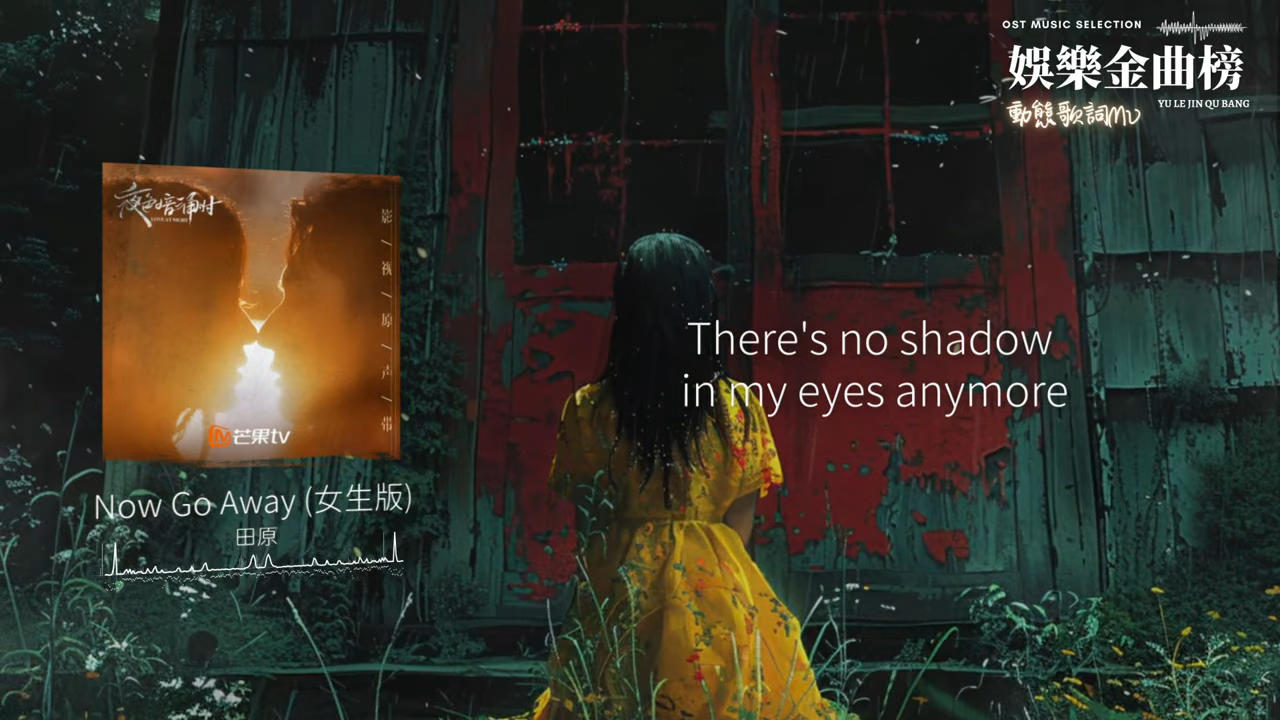 OST MUSIC SELECTION
娛樂金曲榜
YU LE JIN QU BANG
動態歌詞MV
夜色暗涌时
LOVE AT NIGHT
影/视/原/声/带
芒果tv
There's no shadow
in my eyes anymore
Now Go Away (女生版)
田原